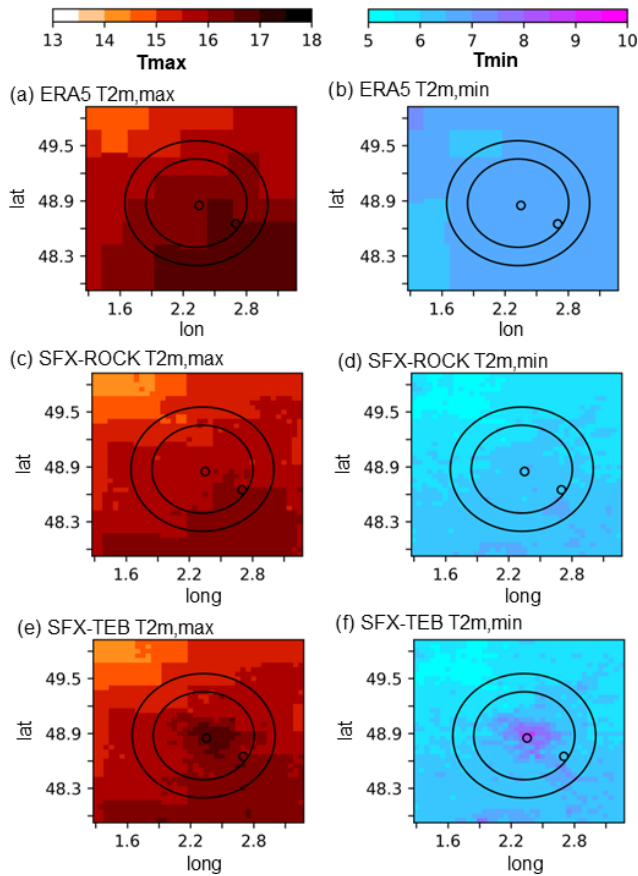 13 14 15 16 17 18
Tmax
5 6 7 8 9 10
Tmin
(a) ERA5 T2m,max
(b) ERA5 T2m,min
lat
49.5
48.9
48.3
1.6 2.2 2.8
lon
49.5
48.9
48.3
1.6 2.2 2.8
lon
(c) SFX-ROCK T2m,max
(d) SFX-ROCK T2m,min
lat
49.5
48.9
48.3
1.6 2.2 2.8
long
lat
49.5
48.9
48.3
1.6 2.2 2.8
long
(e) SFX-TEB T2m,max
(f) SFX-TEB T2m,min
lat
49.5
48.9
48.3
1.6 2.2 2.8
long
lat
49.5
48.9
48.3
1.6 2.2 2.8
long